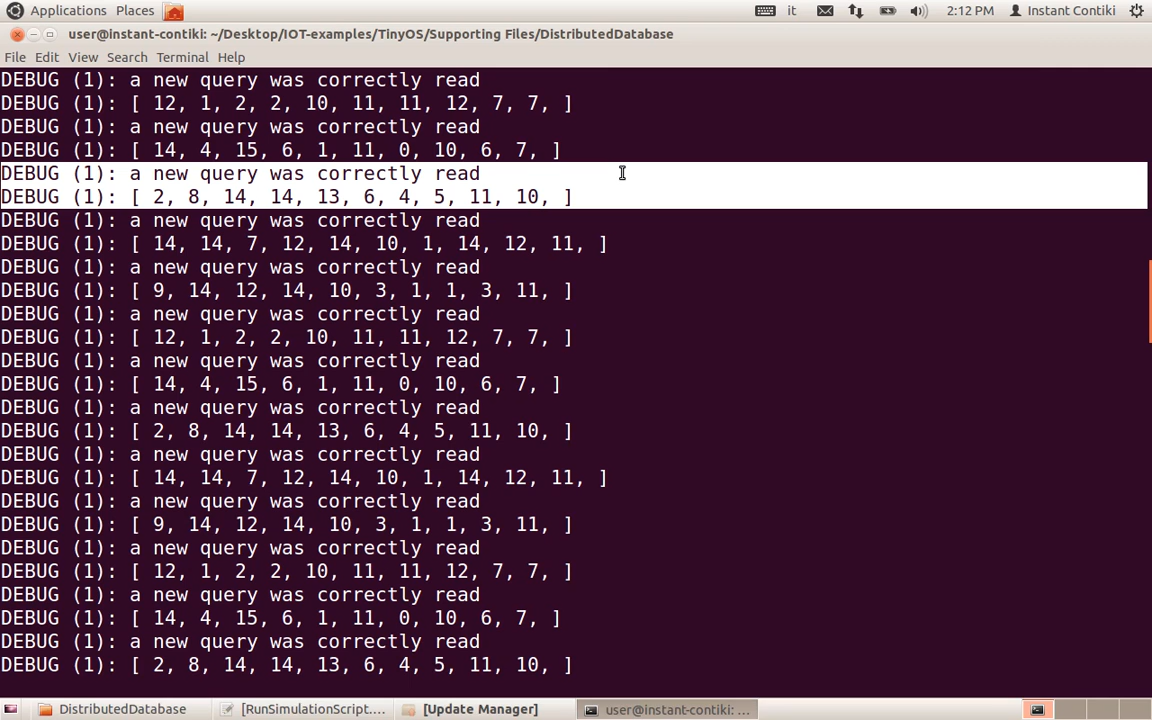 Applications Places it 2:12 PM Instant Contiki
user@instant-contiki: ~/Desktop/IOT-examples/TinyOS/Supporting Files/DistributedDatabase
File Edit View Search Terminal Help
DEBUG (1): a new query was correctly read
DEBUG (1): [ 12, 1, 2, 2, 10, 11, 11, 12, 7, 7, ]
DEBUG (1): a new query was correctly read
DEBUG (1): [ 14, 4, 15, 6, 1, 11, 0, 10, 6, 7, ]
DEBUG (1): a new query was correctly read
DEBUG (1): [ 2, 8, 14, 14, 13, 6, 4, 5, 11, 10, ]
DEBUG (1): a new query was correctly read
DEBUG (1): [ 14, 14, 7, 12, 14, 10, 1, 14, 12, 11, ]
DEBUG (1): a new query was correctly read
DEBUG (1): [ 9, 14, 12, 14, 10, 3, 1, 1, 3, 11, ]
DEBUG (1): a new query was correctly read
DEBUG (1): [ 12, 1, 2, 2, 10, 11, 11, 12, 7, 7, ]
DEBUG (1): a new query was correctly read
DEBUG (1): [ 14, 4, 15, 6, 1, 11, 0, 10, 6, 7, ]
DEBUG (1): a new query was correctly read
DEBUG (1): [ 2, 8, 14, 14, 13, 6, 4, 5, 11, 10, ]
DEBUG (1): a new query was correctly read
DEBUG (1): [ 14, 14, 7, 12, 14, 10, 1, 14, 12, 11, ]
DEBUG (1): a new query was correctly read
DEBUG (1): [ 9, 14, 12, 14, 10, 3, 1, 1, 3, 11, ]
DEBUG (1): a new query was correctly read
DEBUG (1): [ 12, 1, 2, 2, 10, 11, 11, 12, 7, 7, ]
DEBUG (1): a new query was correctly read
DEBUG (1): [ 14, 4, 15, 6, 1, 11, 0, 10, 6, 7, ]
DEBUG (1): a new query was correctly read
DEBUG (1): [ 2, 8, 14, 14, 13, 6, 4, 5, 11, 10, ]
DistributedDatabase [RunSimulationScript.... [Update Manager] user@instant-contiki: ...